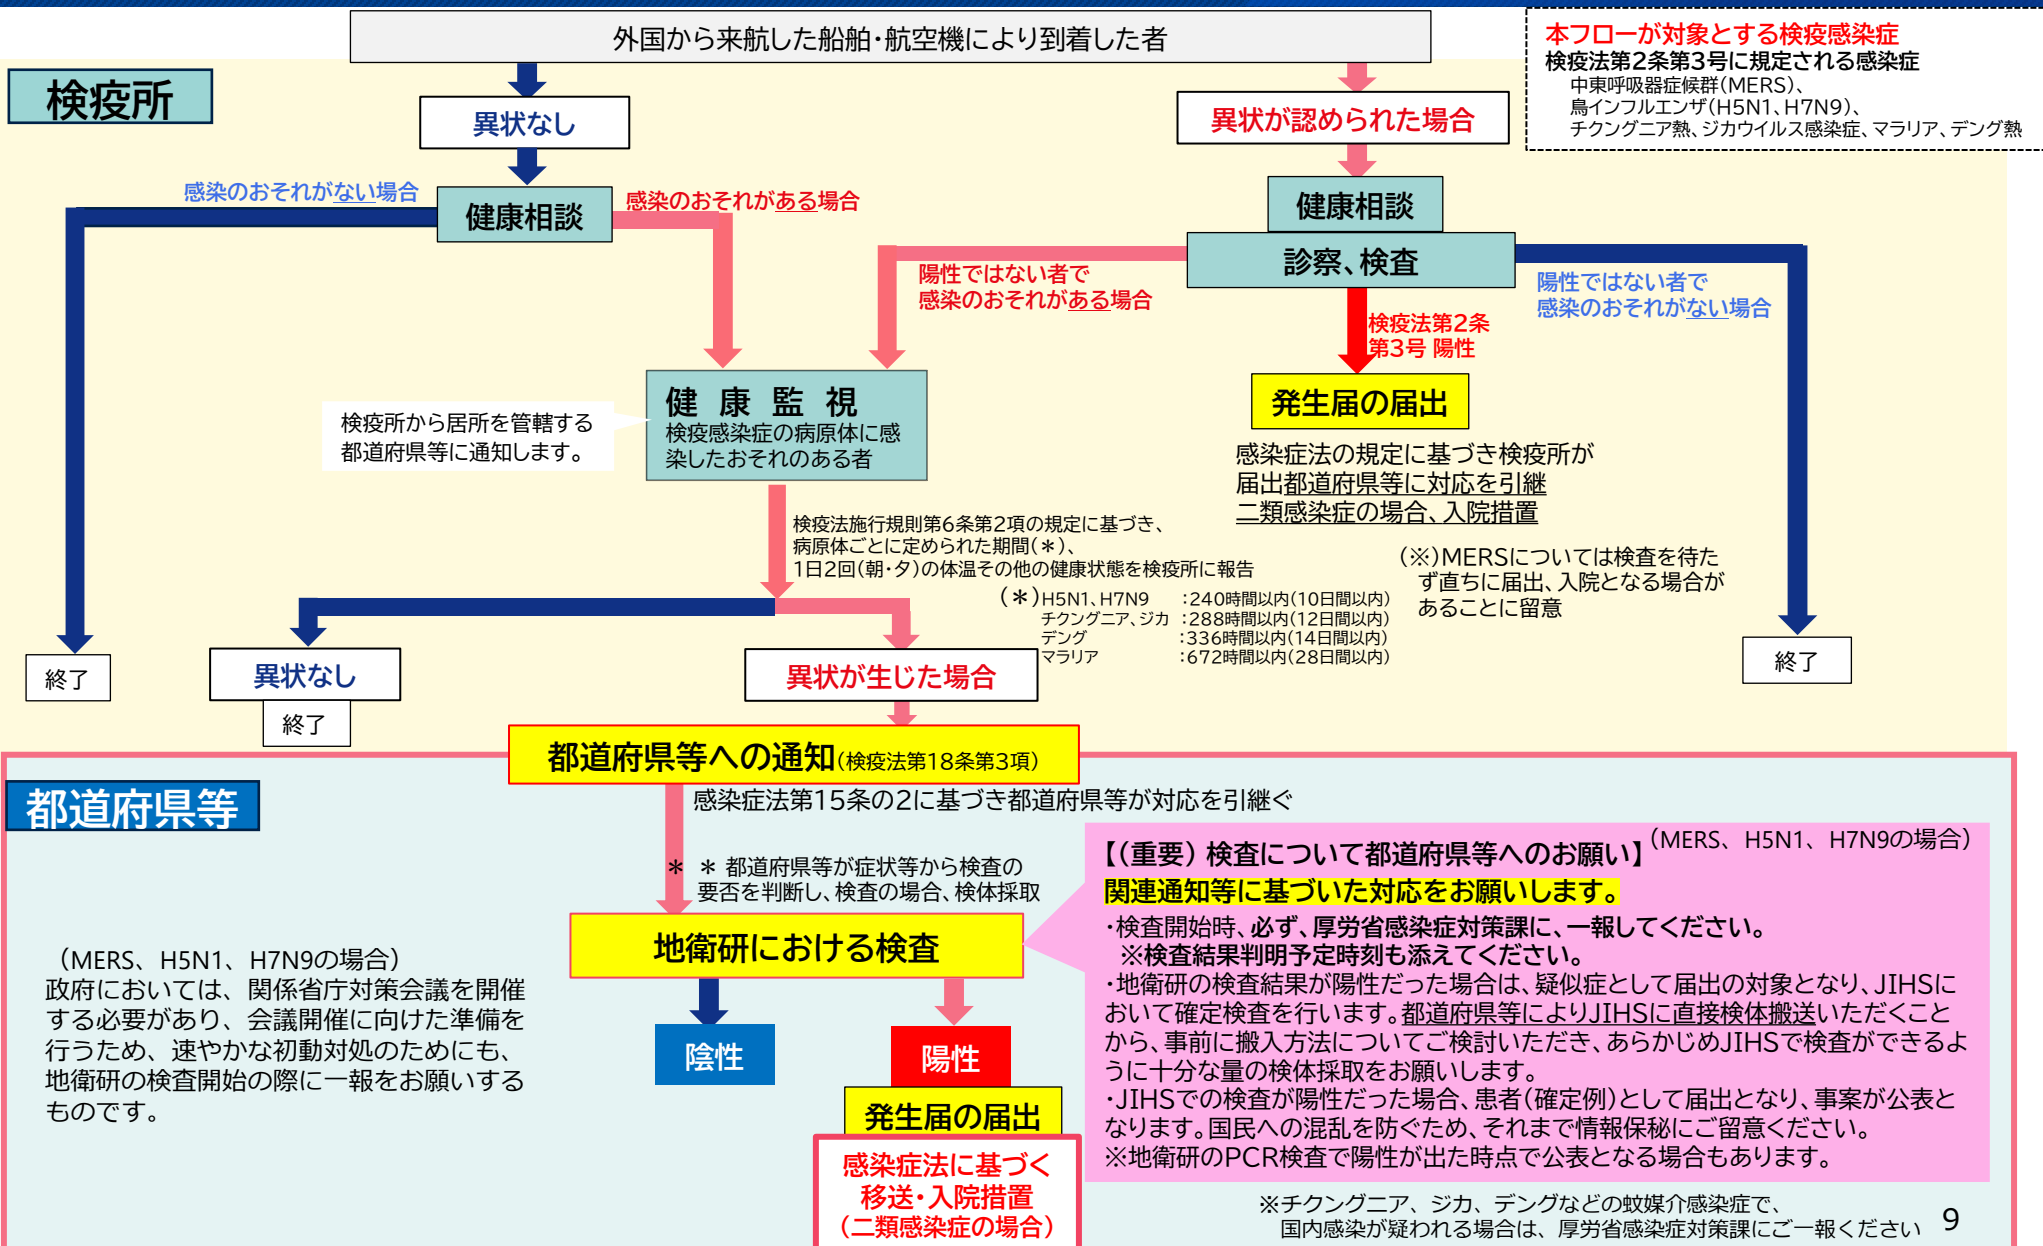 外国から来航した船舶・航空機により到着した者
本フローが対象とする検疫感染症
検疫法第2条第3号に規定される感染症
中東呼吸器症候群(MERS)、
鳥インフルエンザ(H5N1、H7N9)、
チクングニア熱、ジカウイルス感染症、マラリア、デング熱
検疫所
異状なし
異状が認められた場合
感染のおそれがない場合
健康相談
感染のおそれがある場合
健康相談
診察、検査
陽性ではない者で
感染のおそれがある場合
陽性ではない者で
感染のおそれがない場合
検疫法第2条
第3号 陽性
健 康 監 視
検疫感染症の病原体に感
染したおそれのある者
検疫所から居所を管轄する
都道府県等に通知します。
発生届の届出
感染症法の規定に基づき検疫所が
届出都道府県等に対応を引継
二類感染症の場合、入院措置
(※)MERSについては検査を待た
ず直ちに届出、入院となる場合が
あることに留意
検疫法施行規則第6条第2項の規定に基づき、
病原体ごとに定められた期間(*)、
1日2回(朝・夕)の体温その他の健康状態を検疫所に報告
(*)H5N1、H7N9 :240時間以内(10日間以内)
チクングニア、ジカ :288時間以内(12日間以内)
デング :336時間以内(14日間以内)
マラリア :672時間以内(28日間以内)
終了
異状なし
終了
異状が生じた場合
終了
都道府県等への通知(検疫法第18条第3項)
都道府県等
感染症法第15条の2に基づき都道府県等が対応を引継ぐ
* * 都道府県等が症状等から検査の
要否を判断し、検査の場合、検体採取
地衛研における検査
陰性
陽性
発生届の届出
感染症法に基づく
移送・入院措置
(二類感染症の場合)
(MERS、H5N1、H7N9の場合)
政府においては、関係省庁対策会議を開催
する必要があり、会議開催に向けた準備を
行うため、速やかな初動対処のためにも、
地衛研の検査開始の際に一報をお願いする
ものです。
【(重要) 検査について都道府県等へのお願い】(MERS、H5N1、H7N9の場合)
関連通知等に基づいた対応をお願いします。
・検査開始時、必ず、厚労省感染症対策課に、一報してください。
※検査結果判明予定時刻も添えてください。
・地衛研の検査結果が陽性だった場合は、疑似症として届出の対象となり、JIHSに
おいて確定検査を行います。都道府県等によりJIHSに直接検体搬送いただくこと
から、事前に搬入方法についてご検討いただき、あらかじめJIHSで検査ができるよ
うに十分な量の検体採取をお願いします。
・JIHSでの検査が陽性だった場合、患者(確定例)として届出となり、事案が公表と
なります。国民への混乱を防ぐため、それまで情報保秘にご留意ください。
※地衛研のPCR検査で陽性が出た時点で公表となる場合もあります。
※チクングニア、ジカ、デングなどの蚊媒介感染症で、
国内感染が疑われる場合は、厚労省感染症対策課にご一報ください
9